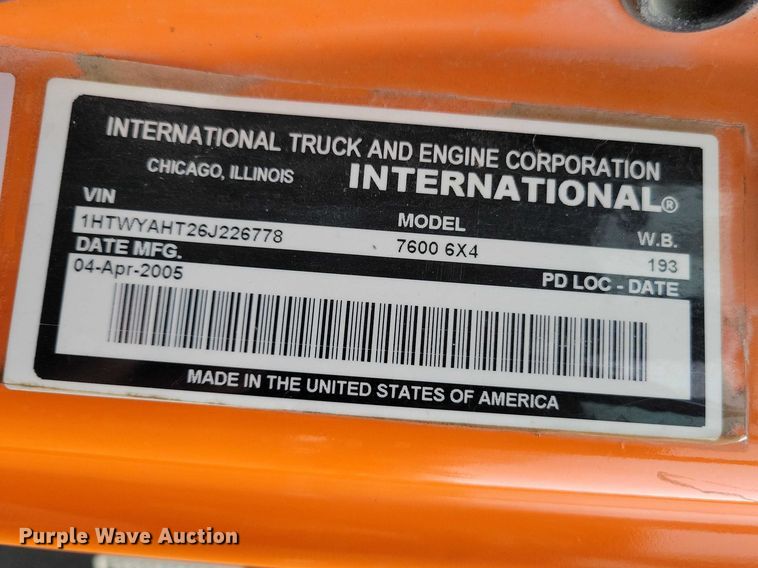 INTERNATIONAL TRUCK AND ENGINE CORPORATION
CHICAGO, ILLINOIS
INTERNATIONAL®
VIN
MODEL
W.B.
1HTWYAHT26J226778
7600 6X4
193
DATE MFG.
PD LOC - DATE
04-Apr-2005
MADE IN THE UNITED STATES OF AMERICA
Purple Wave Auction